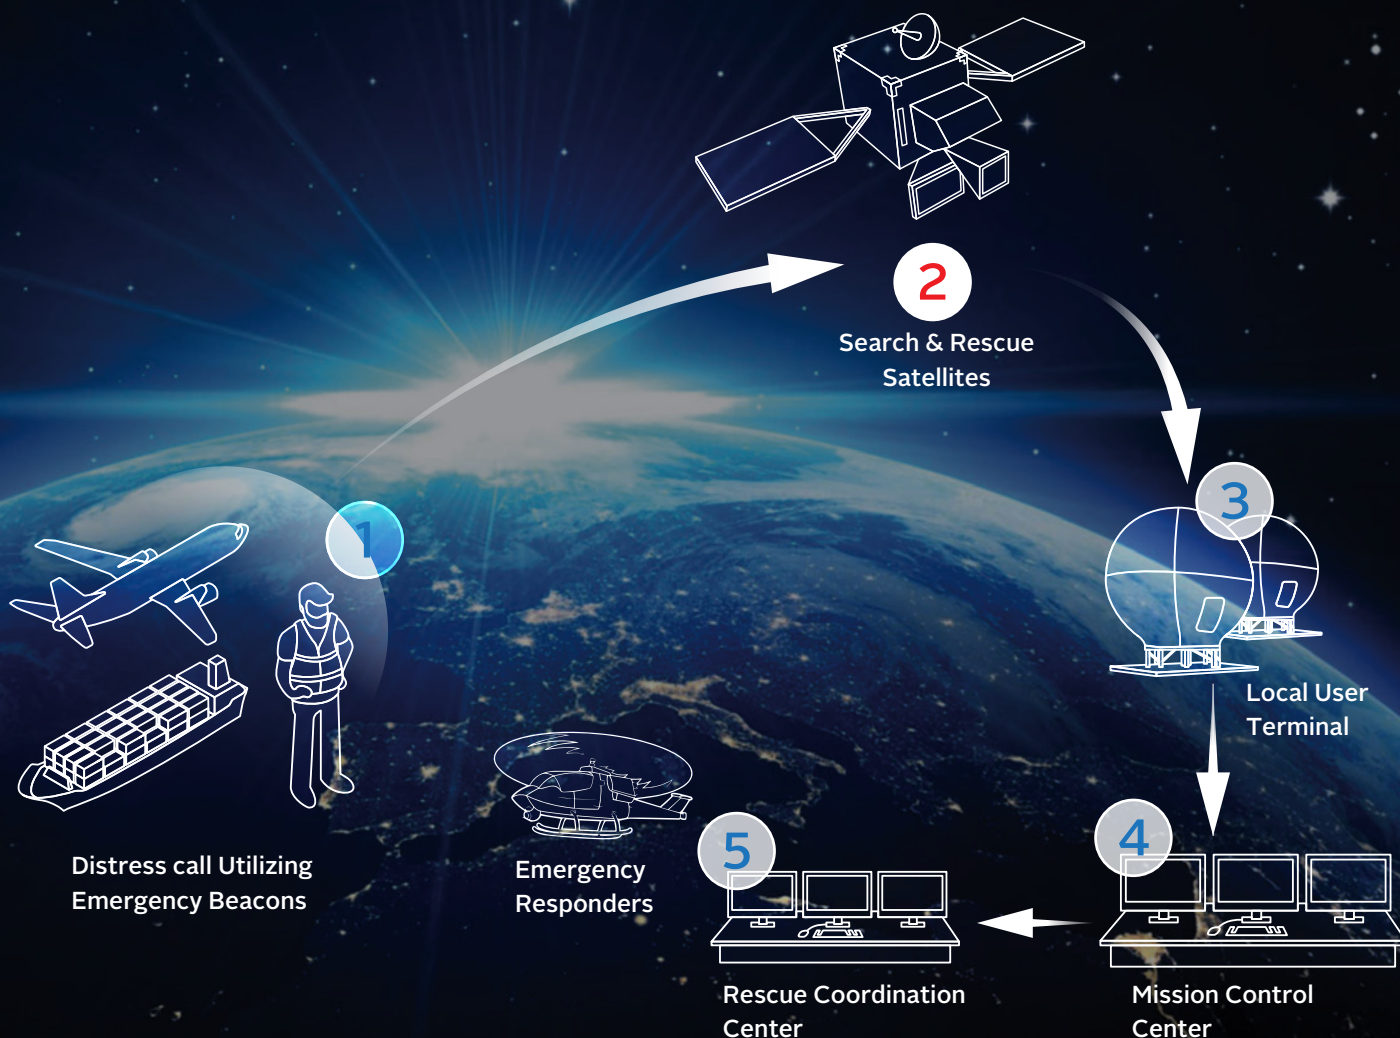 2
Search & Rescue
Satellites
1
3
Local User
Terminal
Distress call Utilizing
Emergency Beacons
Emergency
Responders
5
4
Rescue Coordination
Center
Mission Control
Center